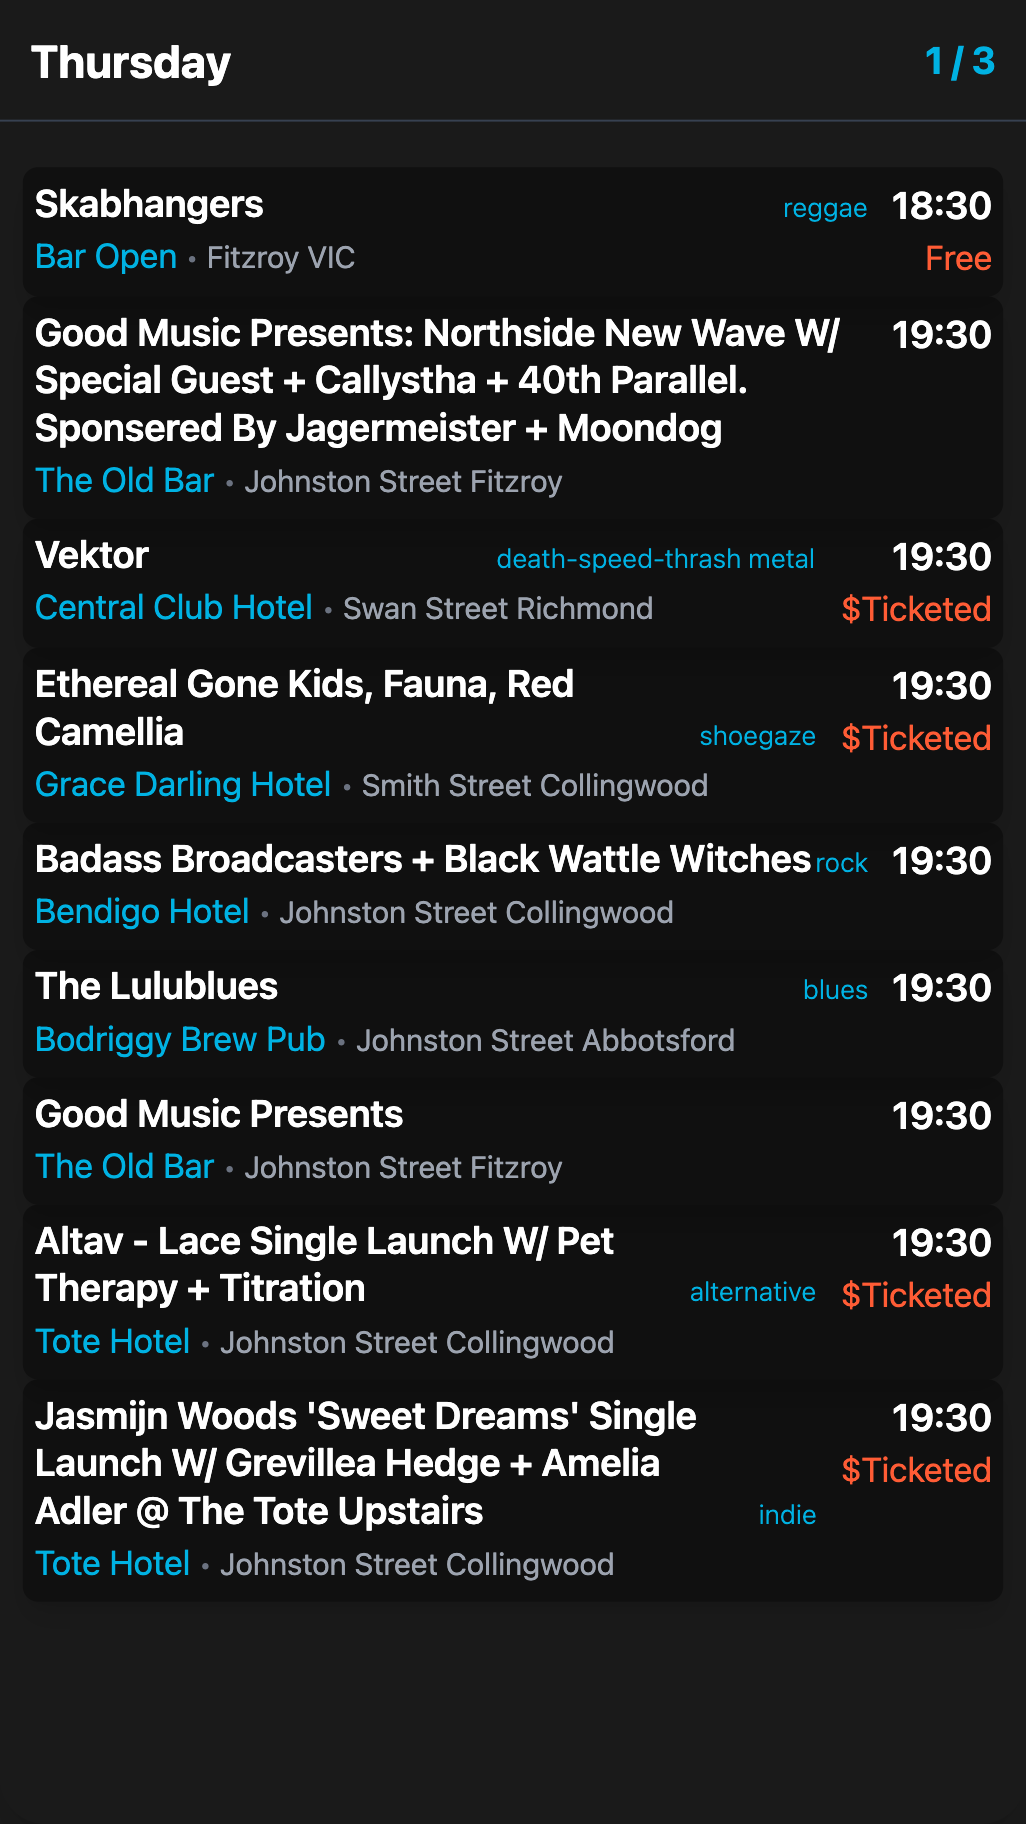 Thursday 1 / 3
Skabhangers reggae 18:30
Bar Open • Fitzroy VIC Free
Good Music Presents: Northside New Wave W/ 19:30
Special Guest + Callystha + 40th Parallel.
Sponsered By Jagermeister + Moondog
The Old Bar • Johnston Street Fitzroy
Vektor death-speed-thrash metal 19:30
Central Club Hotel • Swan Street Richmond $Ticketed
Ethereal Gone Kids, Fauna, Red 19:30
Camellia shoegaze $Ticketed
Grace Darling Hotel • Smith Street Collingwood
Badass Broadcasters + Black Wattle Witches rock 19:30
Bendigo Hotel • Johnston Street Collingwood
The Lulublues blues 19:30
Bodriggy Brew Pub • Johnston Street Abbotsford
Good Music Presents 19:30
The Old Bar • Johnston Street Fitzroy
Altav - Lace Single Launch W/ Pet 19:30
Therapy + Titration alternative $Ticketed
Tote Hotel • Johnston Street Collingwood
Jasmijn Woods 'Sweet Dreams' Single 19:30
Launch W/ Grevillea Hedge + Amelia $Ticketed
Adler @ The Tote Upstairs indie
Tote Hotel • Johnston Street Collingwood